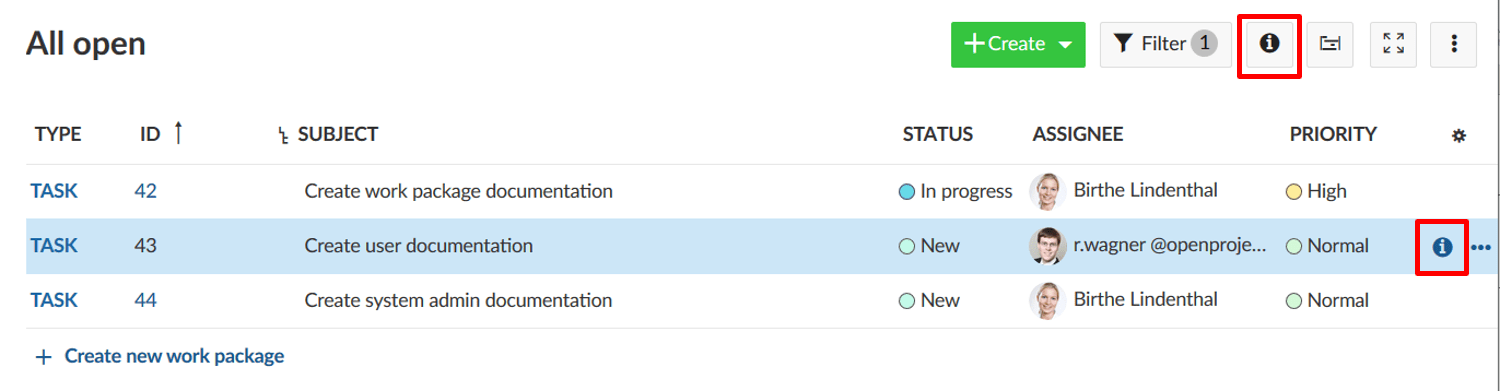 All open
+ Create
Filter 1
TYPE ID SUBJECT STATUS ASSIGNEE PRIORITY
TASK 42 Create work package documentation In progress Birthe Lindenthal High
TASK 43 Create user documentation New r.wagner @openproje... Normal
TASK 44 Create system admin documentation New Birthe Lindenthal Normal
+ Create new work package